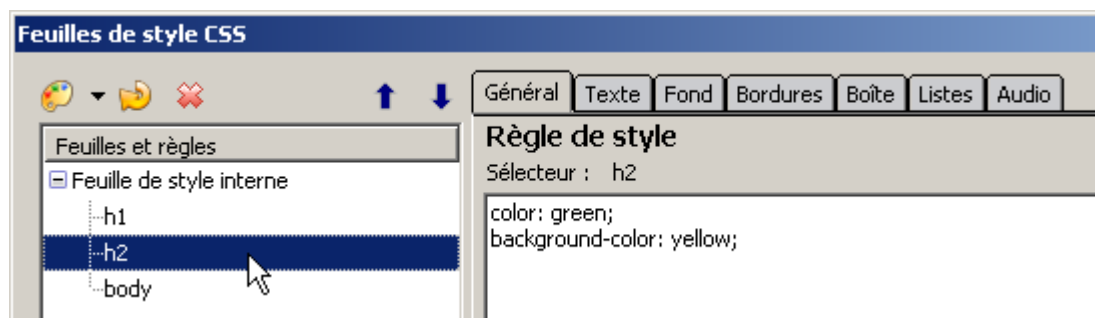 Feuilles de style CSS
Général Texte Fond Bordures Boîte Listes Audio
Feuilles et règles
Feuille de style interne
h1
h2
body
Règle de style
Sélecteur : h2
color: green;
background-color: yellow;